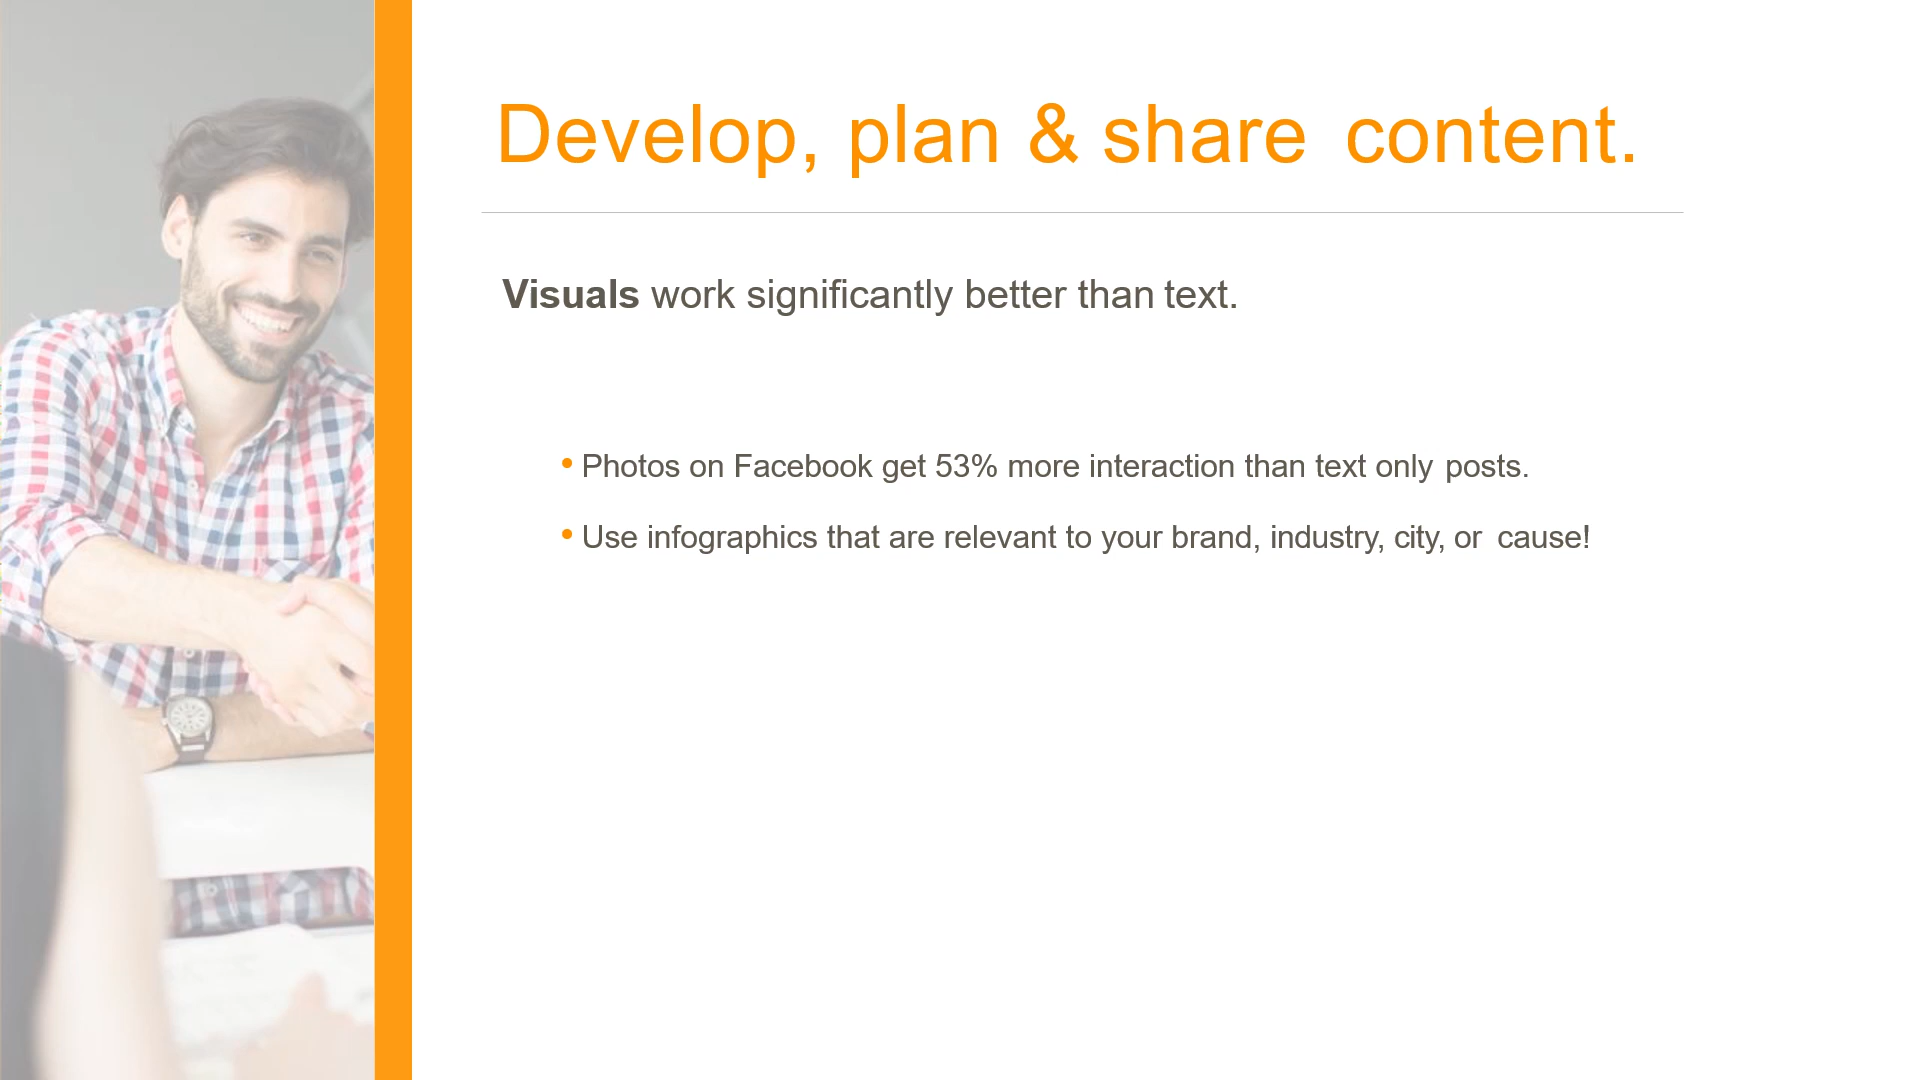 Develop, plan & share content.
Visuals work significantly better than text.
• Photos on Facebook get 53% more interaction than text only posts.
• Use infographics that are relevant to your brand, industry, city, or cause!